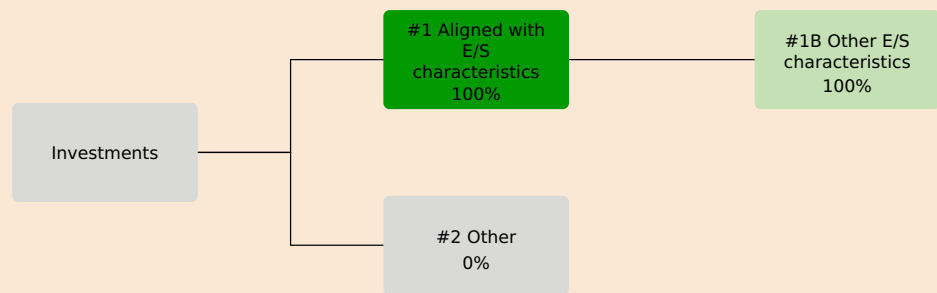 #1 Aligned with
E/S
characteristics
100%
#1B Other E/S
characteristics
100%
Investments
#2 Other
0%